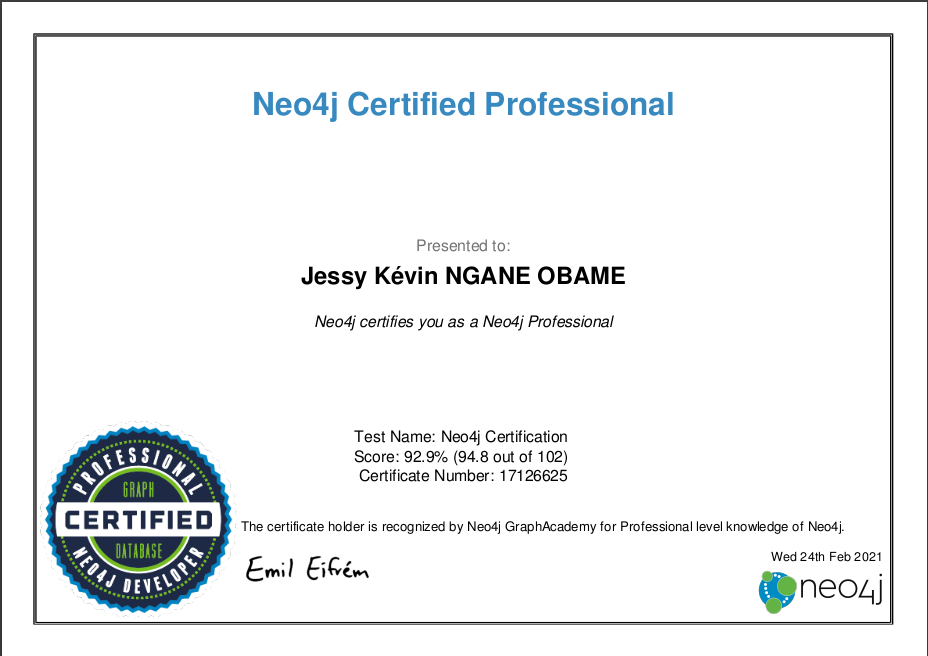 Neo4j Certified Professional
Presented to:
Jessy Kévin NGANE OBAME
Neo4j certifies you as a Neo4j Professional
Test Name: Neo4j Certification
Score: 92.9% (94.8 out of 102)
Certificate Number: 17126625
PROFESSIONAL
GRAPH
CERTIFIED
DATABASE
NEO4J DEVELOPER
The certificate holder is recognized by Neo4j GraphAcademy for Professional level knowledge of Neo4j.
Emil Eifrém
Wed 24th Feb 2021
neo4j